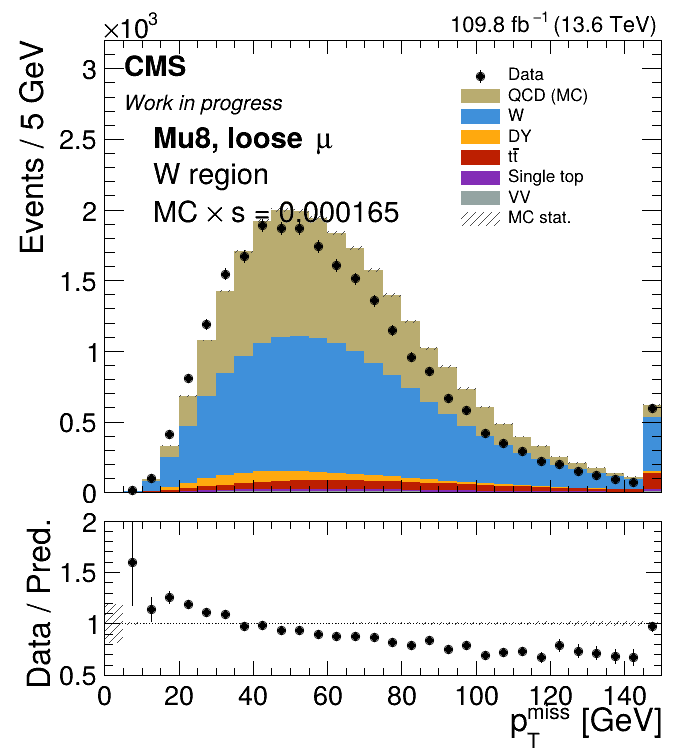 ×10³
109.8 fb⁻¹ (13.6 TeV)
Events / 5 GeV
3
2.5
2
1.5
1
0.5
0
CMS
Work in progress
Mu8, loose μ
W region
MC × s = 0.000165
Data
QCD (MC)
W
DY
tt̄
Single top
VV
MC stat.
Data / Pred.
2
1.5
1
0.5
0 20 40 60 80 100 120 140
p_T^miss [GeV]